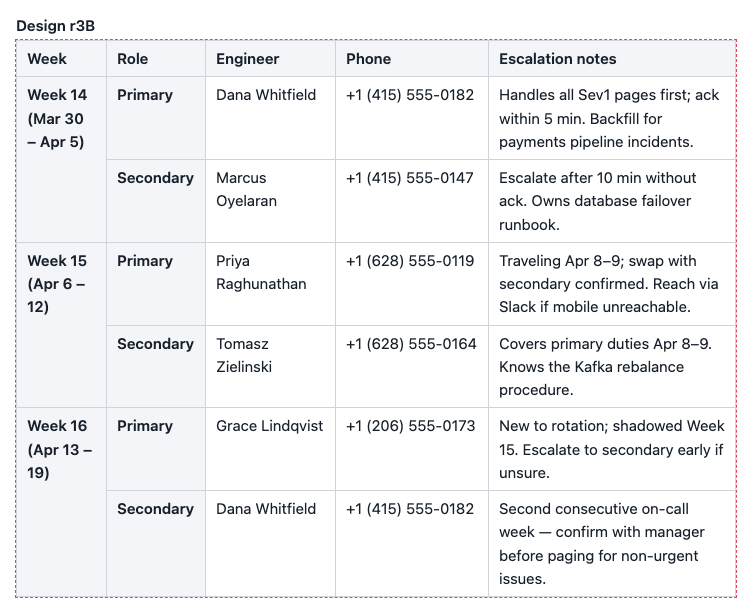 Design r3B
Week Role Engineer Phone Escalation notes
Week 14
(Mar 30
– Apr 5)
Primary
Dana Whitfield
+1 (415) 555-0182
Handles all Sev1 pages first; ack
within 5 min. Backfill for
payments pipeline incidents.
Secondary
Marcus
Oyelaran
+1 (415) 555-0147
Escalate after 10 min without
ack. Owns database failover
runbook.
Week 15
(Apr 6 –
12)
Primary
Priya
Raghunathan
+1 (628) 555-0119
Traveling Apr 8–9; swap with
secondary confirmed. Reach via
Slack if mobile unreachable.
Secondary
Tomasz
Zielinski
+1 (628) 555-0164
Covers primary duties Apr 8–9.
Knows the Kafka rebalance
procedure.
Week 16
(Apr 13 –
19)
Primary
Grace Lindqvist
+1 (206) 555-0173
New to rotation; shadowed Week
15. Escalate to secondary early if
unsure.
Secondary
Dana Whitfield
+1 (415) 555-0182
Second consecutive on-call
week — confirm with manager
before paging for non-urgent
issues.